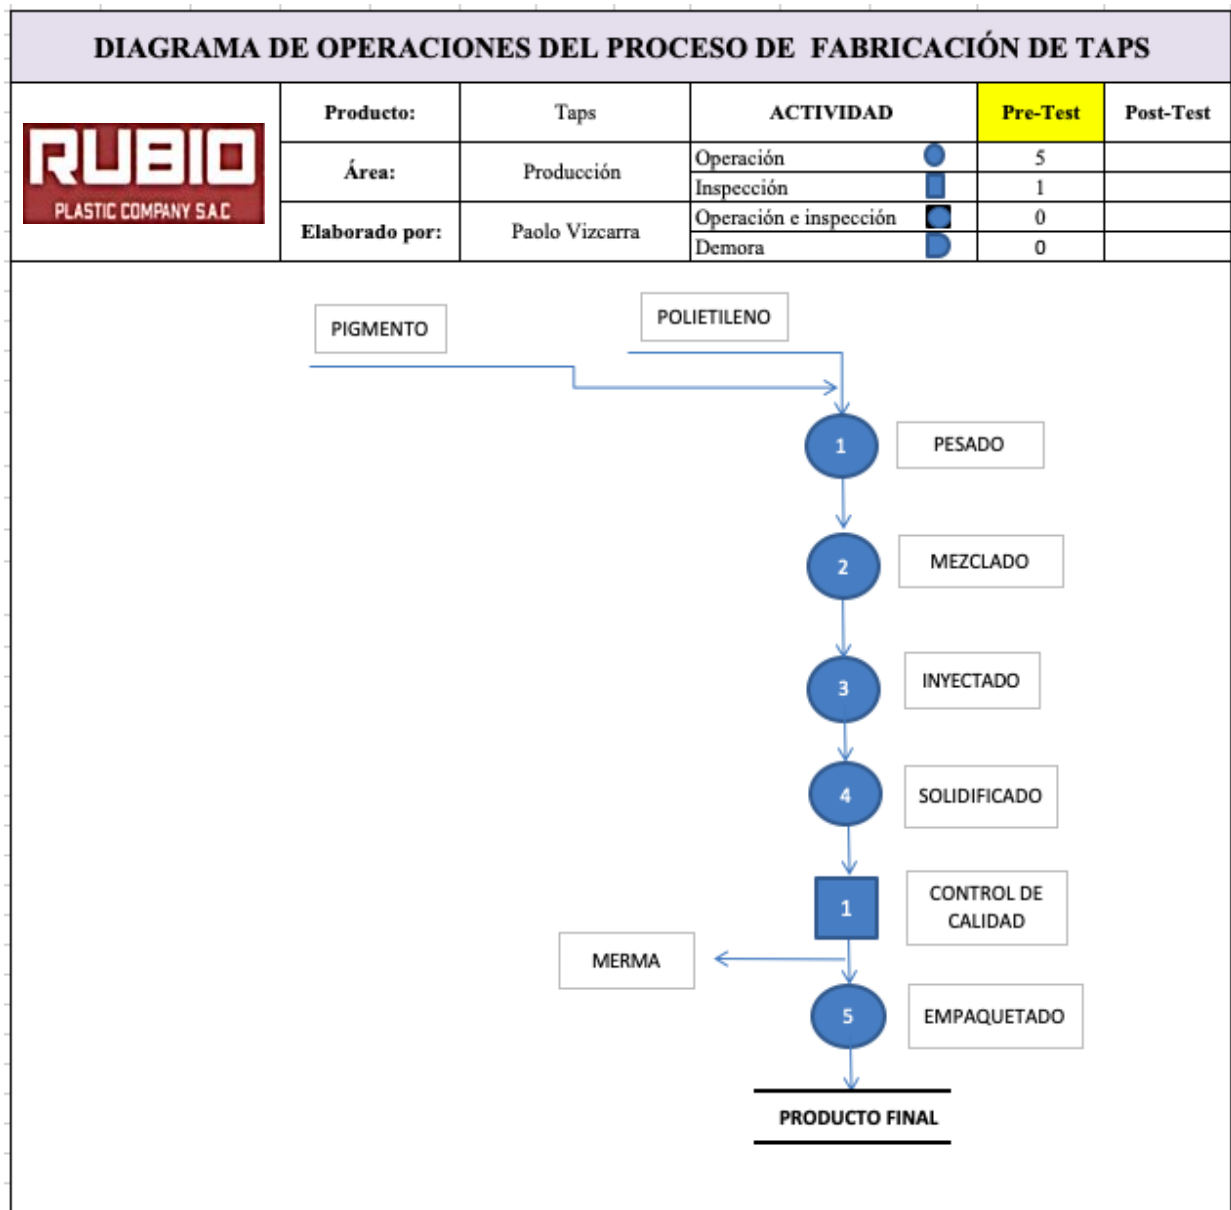 DIAGRAMA DE OPERACIONES DEL PROCESO DE FABRICACIÓN DE TAPS
RUBIO
PLASTIC COMPANY S.A.C
Producto:
Taps
ACTIVIDAD
Pre-Test
Post-Test
Área:
Producción
Operación
5
Inspección
1
Elaborado por:
Paolo Vizcarra
Operación e inspección
0
Demora
0
PIGMENTO
POLIETILENO
1
PESADO
2
MEZCLADO
3
INYECTADO
4
SOLIDIFICADO
1
CONTROL DE
CALIDAD
MERMA
5
EMPAQUETADO
PRODUCTO FINAL